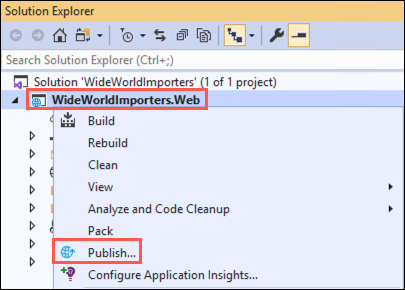 Solution Explorer
Search Solution Explorer (Ctrl+;)
Solution 'WideWorldImporters' (1 of 1 project)
WideWorldImporters.Web
Build
Rebuild
Clean
View
Analyze and Code Cleanup
Pack
Publish...
Configure Application Insights...